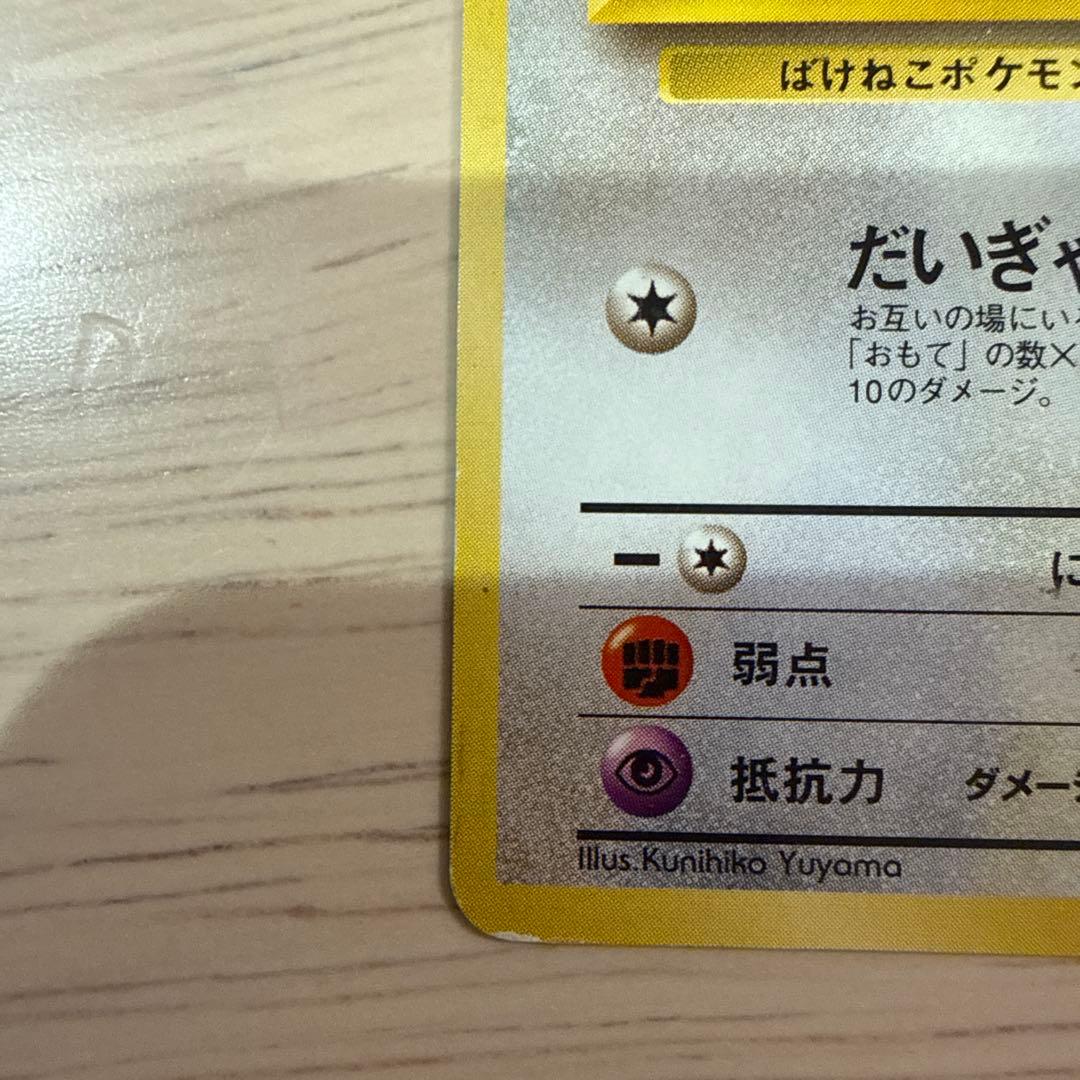 ばけねこポケモン
だいぎゃ
お互いの場にい
「おもて」の数×
10のダメージ。
に
弱点
抵抗力 ダメージ
Illus.Kunihiko Yuyama